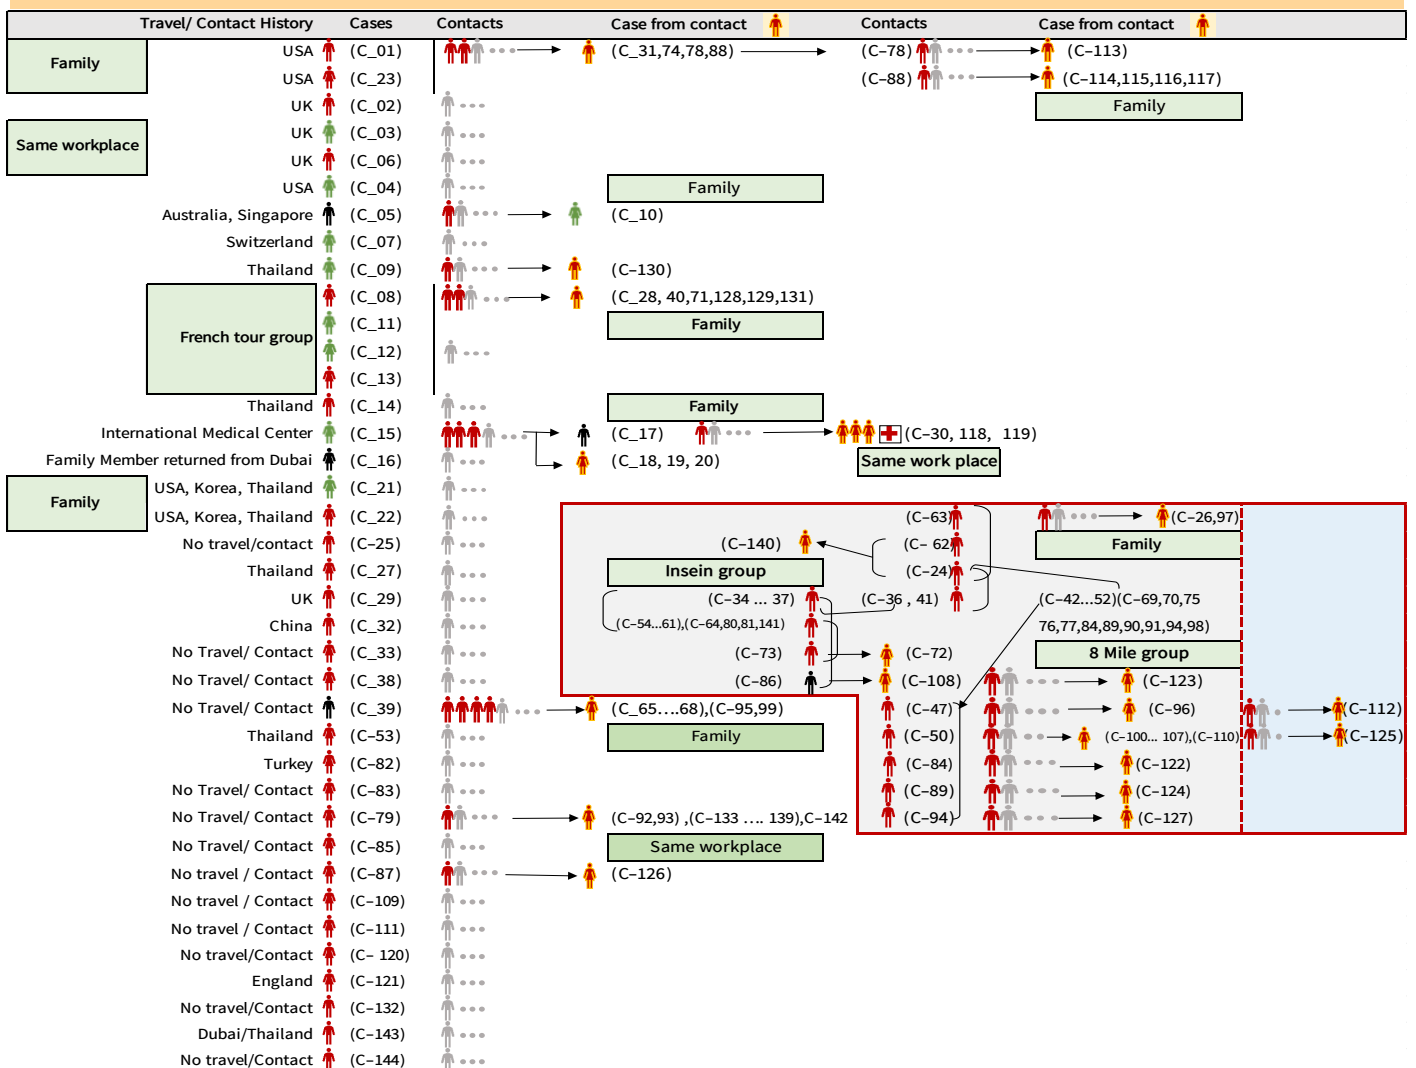 Travel/ Contact History Cases Contacts Case from contact Contacts Case from contact
Family
USA (C_01) (C_31,74,78,88) (C–78) (C–113)
USA (C_23) (C–88) (C–114,115,116,117)
UK (C_02) Family
Same workplace
UK (C_03)
UK (C_06)
USA (C_04) Family
Australia, Singapore (C_05) (C_10)
Switzerland (C_07)
Thailand (C_09) (C–130)
French tour group
(C_08) (C_28, 40,71,128,129,131)
(C_11) Family
(C_12)
(C_13)
Thailand (C_14) Family
International Medical Center (C_15) (C_17) (C–30, 118, 119)
Family Member returned from Dubai (C_16) (C_18, 19, 20) Same work place
Family
USA, Korea, Thailand (C_21)
USA, Korea, Thailand (C_22) (C–63) (C–26,97)
No travel/contact (C–25) (C–140) (C– 62) Family
Thailand (C_27) Insein group (C–24)
UK (C_29) (C–34 ... 37) (C–36 , 41) (C–42...52)(C–69,70,75
China (C_32) (C–54...61),(C–64,80,81,141) 76,77,84,89,90,91,94,98)
No Travel/ Contact (C_33) (C–73) (C–72) 8 Mile group
No Travel/ Contact (C_38) (C–86) (C–108) (C–123)
No Travel/ Contact (C_39) (C_65....68),(C–95,99) (C–47) (C–96) (C–112)
Thailand (C–53) Family (C–50) (C–100... 107),(C–110) (C–125)
Turkey (C–82) (C–84) (C–122)
No Travel/ Contact (C–83) (C–89) (C–124)
No Travel/ Contact (C–79) (C–92,93) ,(C–133 .... 139),C–142 (C–94) (C–127)
No Travel/ Contact (C–85) Same workplace
No travel / Contact (C–87) (C–126)
No travel / Contact (C–109)
No travel / Contact (C–111)
No travel/Contact (C– 120)
England (C–121)
No travel/Contact (C–132)
Dubai/Thailand (C–143)
No travel/Contact (C–144)